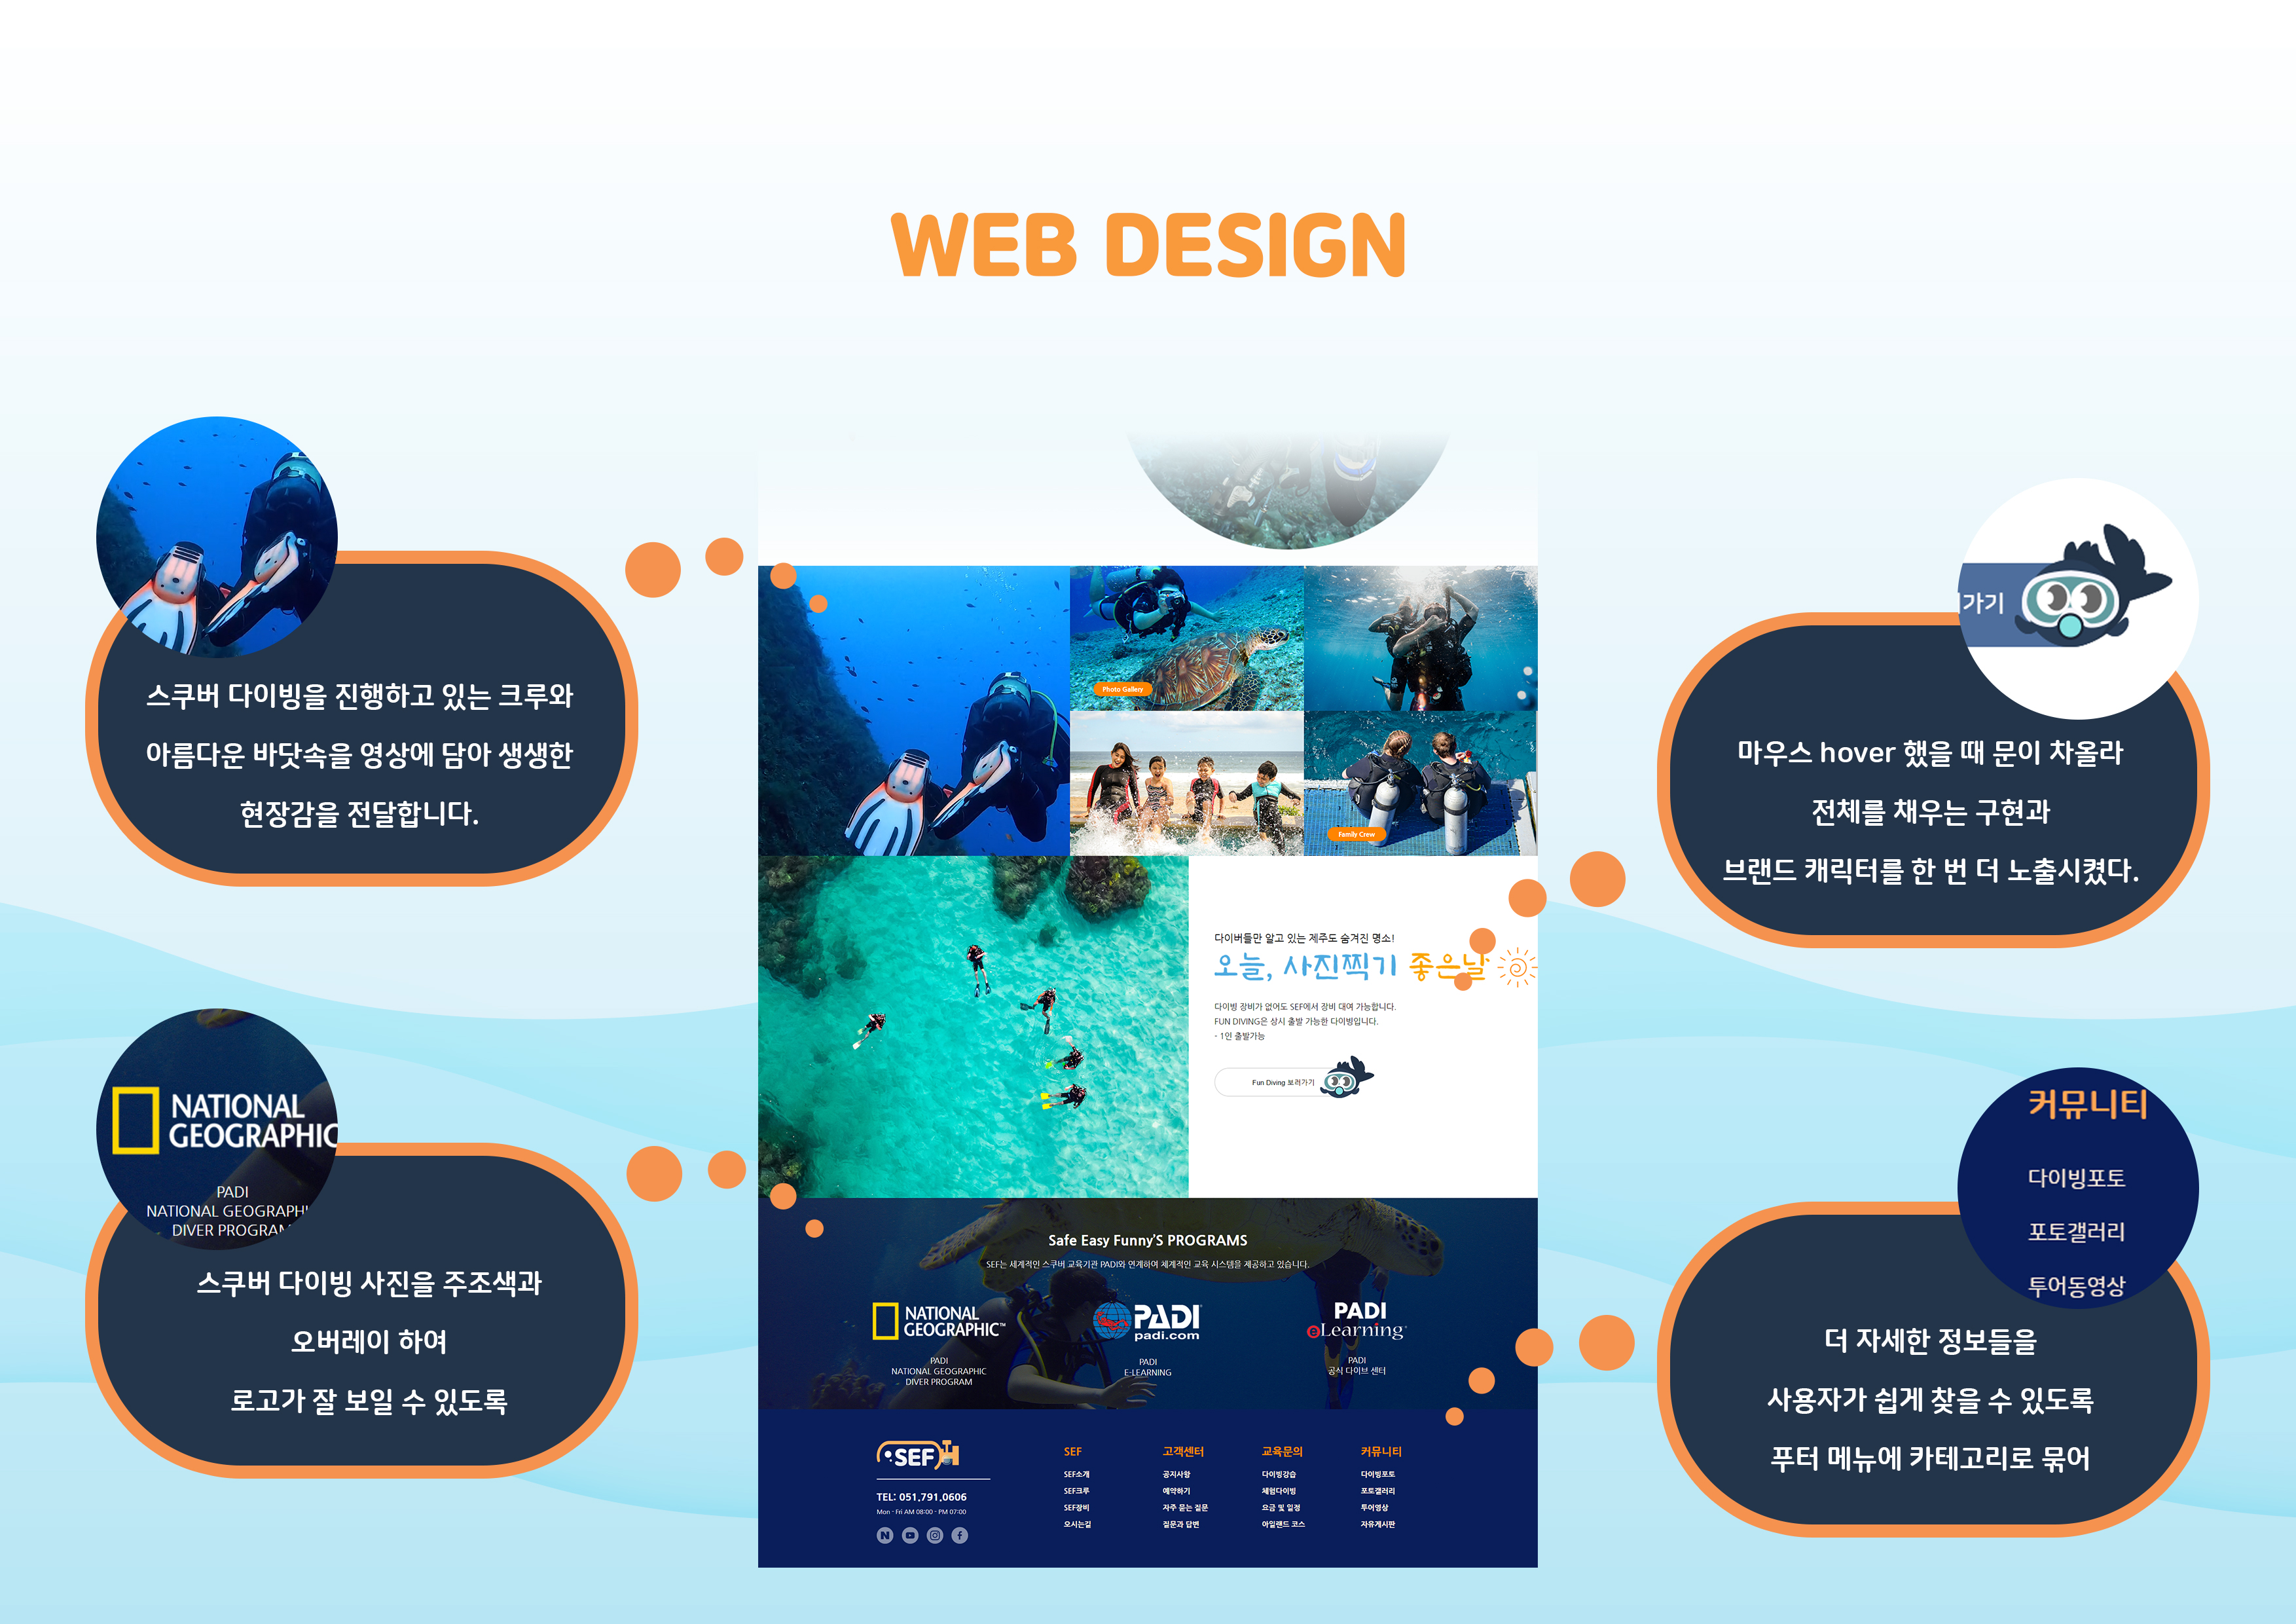 WEB DESIGN
스쿠버 다이빙을 진행하고 있는 크루와
아름다운 바닷속을 영상에 담아 생생한
현장감을 전달합니다.
NATIONAL
GEOGRAPHIC
PADI
NATIONAL GEOGRAPHI
DIVER PROGRAM
스쿠버 다이빙 사진을 주조색과
오버레이 하여
로고가 잘 보일 수 있도록
Photo Gallery
Family Crew
다이버들만 알고 있는 제주도 숨겨진 명소!
오늘, 사진찍기 좋은날
다이빙 장비가 없어도 SEF에서 장비 대여 가능합니다.
FUN DIVING은 상시 출발 가능한 다이빙입니다.
- 1인 출발가능
Fun Diving 보러가기
Safe Easy Funny'S PROGRAMS
SEF는 세계적인 스쿠버 교육기관 PADI와 연계하여 체계적인 교육 시스템을 제공하고 있습니다.
NATIONAL
GEOGRAPHIC™
PADI
NATIONAL GEOGRAPHIC
DIVER PROGRAM
PADI
padi.com
PADI
E-LEARNING
PADI
eLearning
PADI
공식 다이브 센터
SEF
TEL: 051.791.0606
Mon - Fri AM 08:00 - PM 07:00
SEF
SEF소개
SEF크루
SEF장비
오시는길
고객센터
공지사항
예약하기
자주 묻는 질문
질문과 답변
교육문의
다이빙강습
체험다이빙
요금 및 일정
아일랜드 코스
커뮤니티
다이빙포토
포토갤러리
투어영상
자유게시판
가기
마우스 hover 했을 때 문이 차올라
전체를 채우는 구현과
브랜드 캐릭터를 한 번 더 노출시켰다.
커뮤니티
다이빙포토
포토갤러리
투어동영상
더 자세한 정보들을
사용자가 쉽게 찾을 수 있도록
푸터 메뉴에 카테고리로 묶어